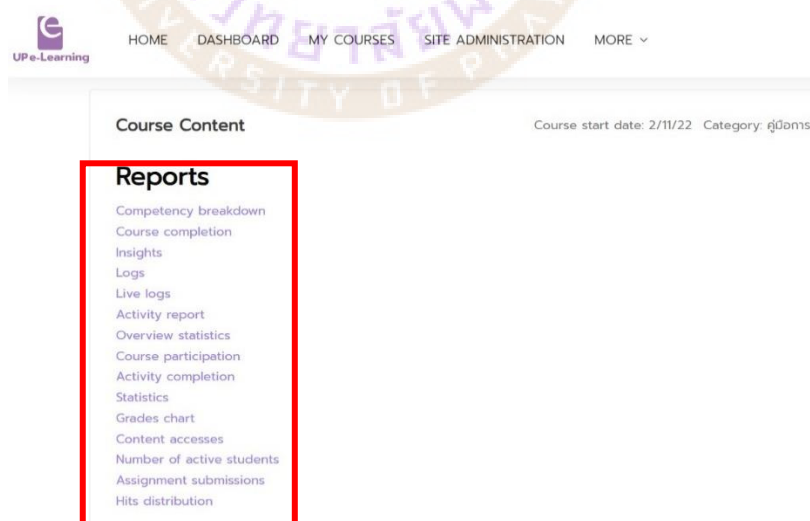 UP e-Learning
HOME DASHBOARD MY COURSES SITE ADMINISTRATION MORE
Course Content
Course start date: 2/11/22 Category: คู่มือการ
Reports
Competency breakdown
Course completion
Insights
Logs
Live logs
Activity report
Overview statistics
Course participation
Activity completion
Statistics
Grades chart
Content accesses
Number of active students
Assignment submissions
Hits distribution